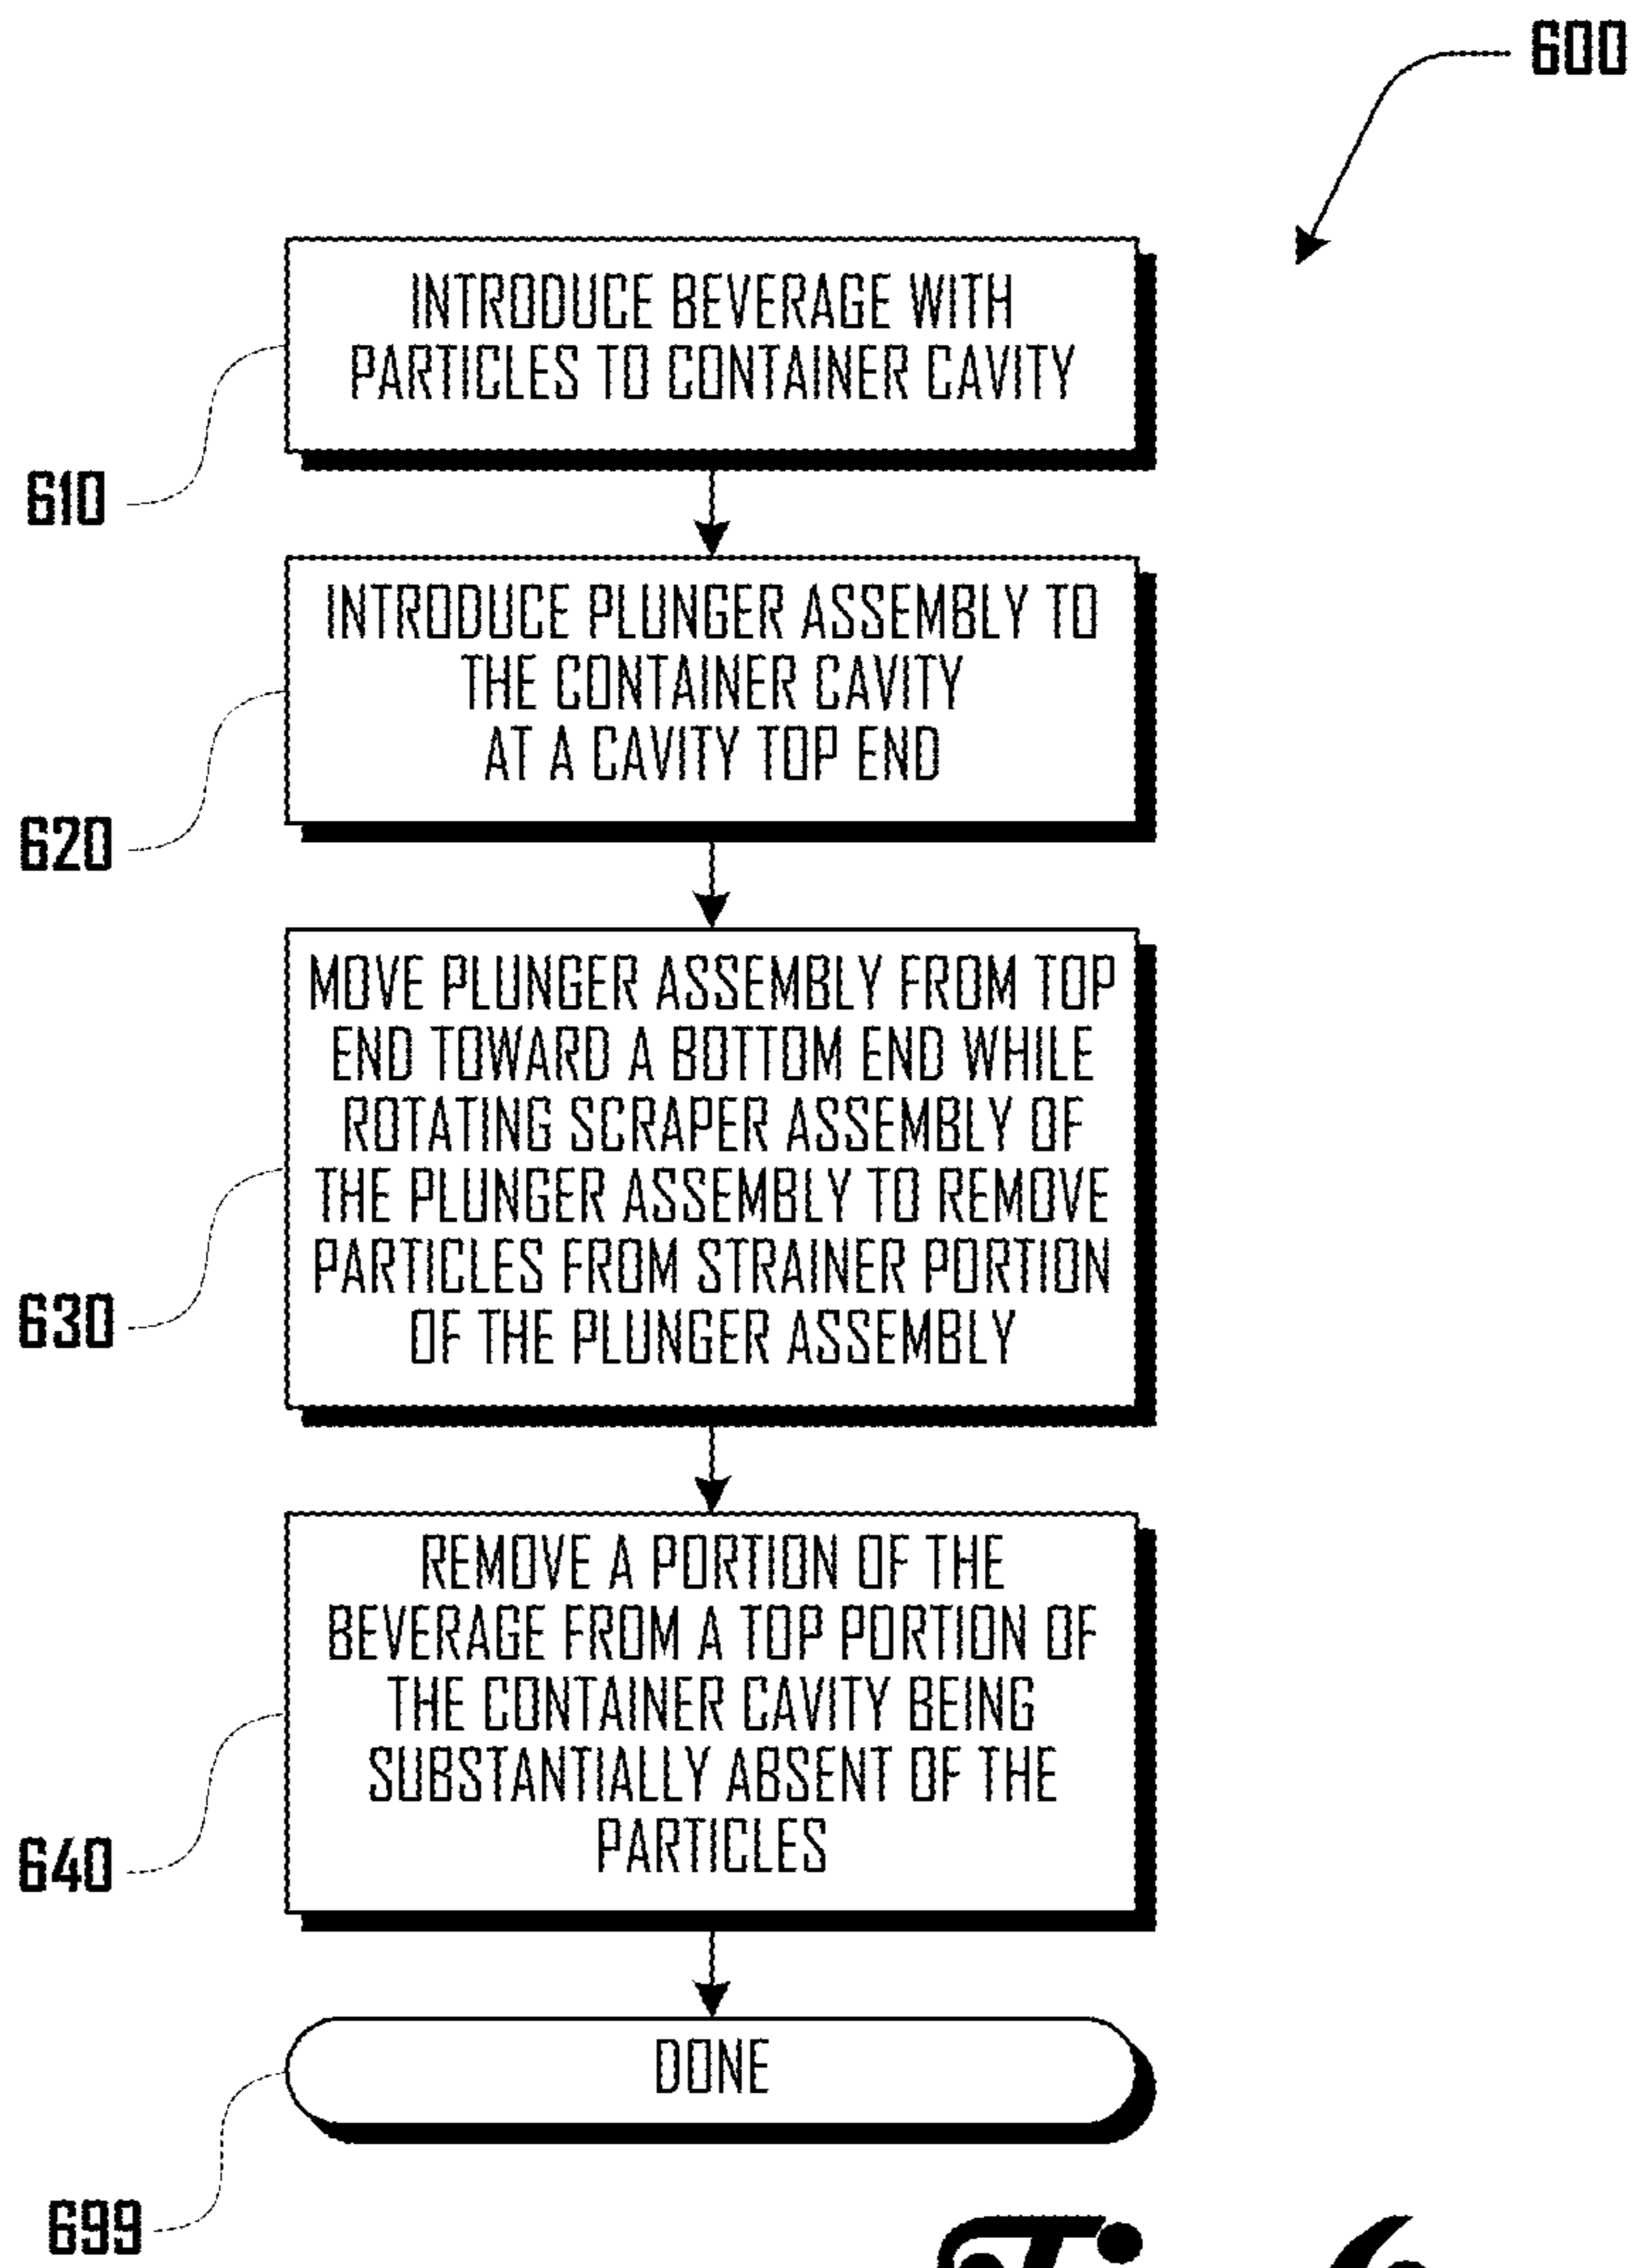 600
INTRODUCE BEVERAGE WITH
PARTICLES TO CONTAINER CAVITY
610
INTRODUCE PLUNGER ASSEMBLY TO
THE CONTAINER CAVITY
AT A CAVITY TOP END
620
MOVE PLUNGER ASSEMBLY FROM TOP
END TOWARD A BOTTOM END WHILE
ROTATING SCRAPER ASSEMBLY OF
THE PLUNGER ASSEMBLY TO REMOVE
PARTICLES FROM STRAINER PORTION
OF THE PLUNGER ASSEMBLY
630
REMOVE A PORTION OF THE
BEVERAGE FROM A TOP PORTION OF
THE CONTAINER CAVITY BEING
SUBSTANTIALLY ABSENT OF THE
PARTICLES
640
DONE
699